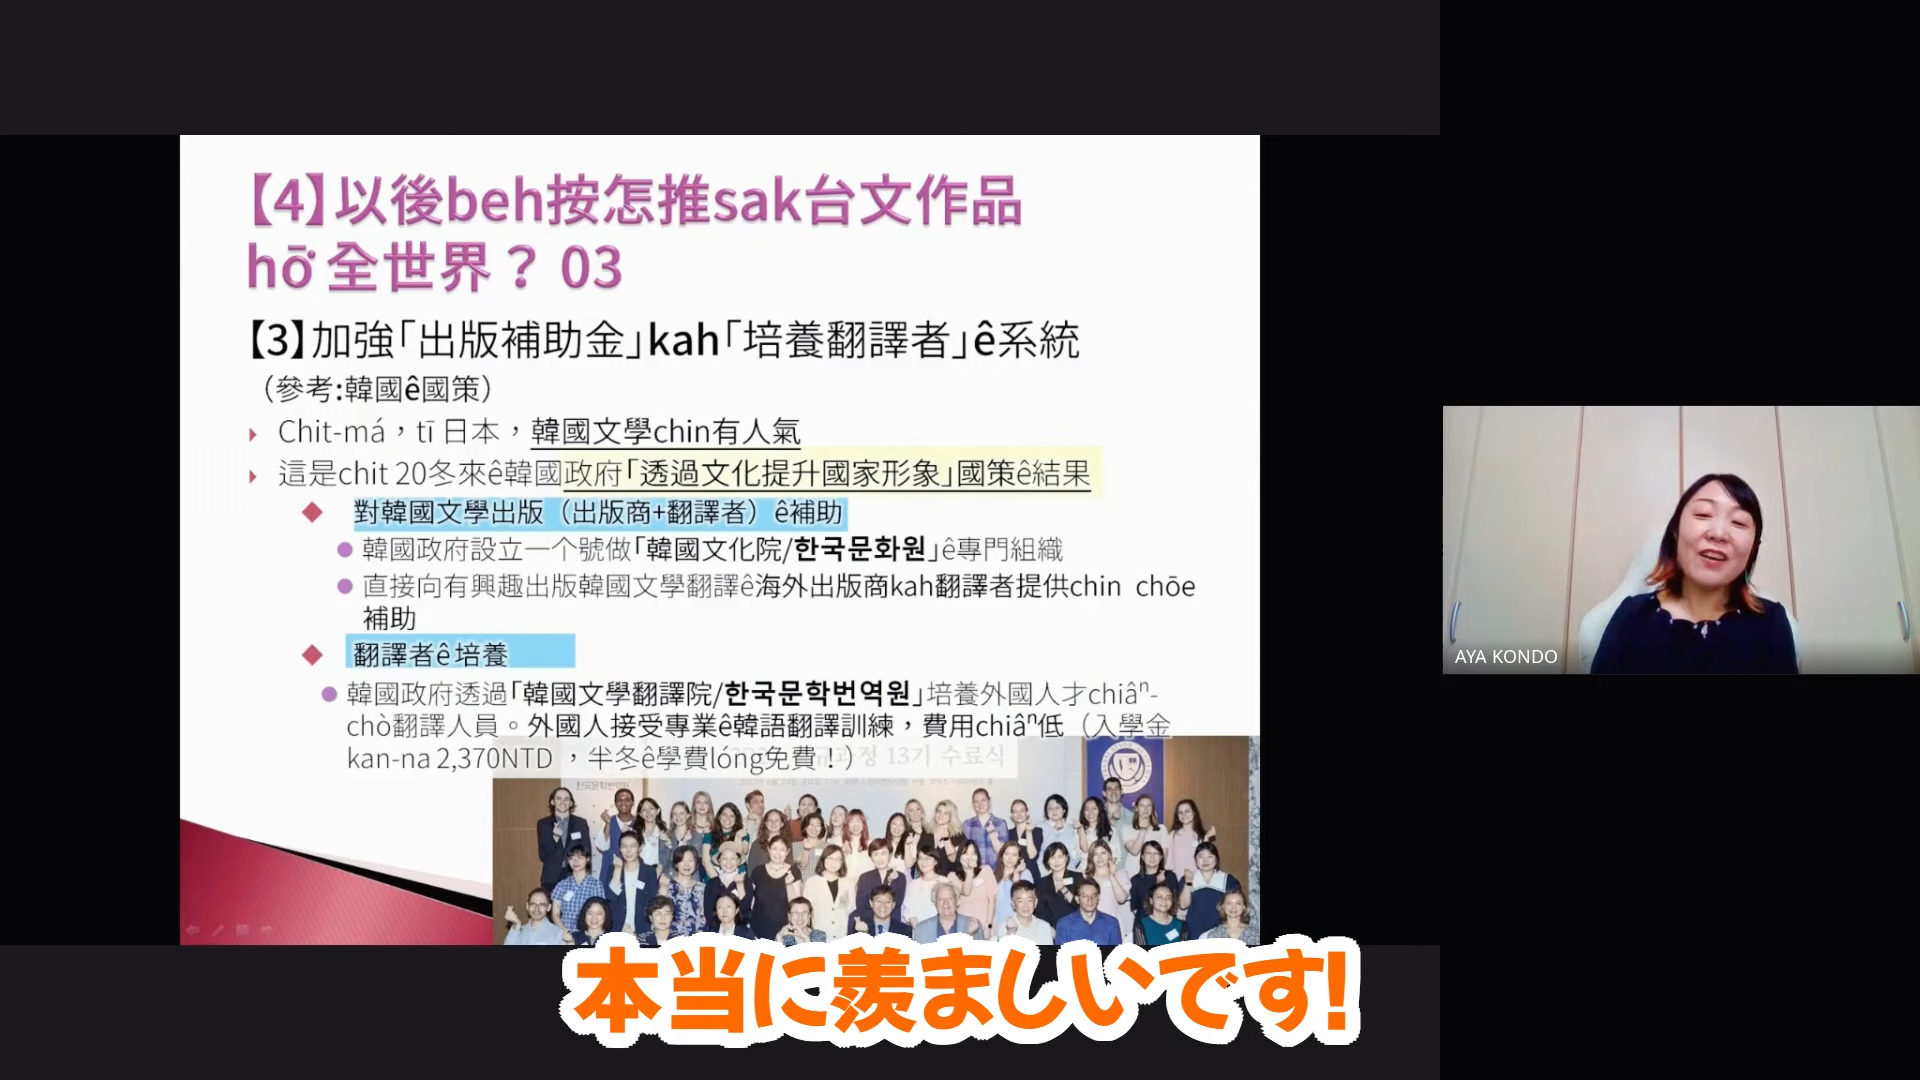 【4】以後beh按怎推sak台文作品
hō͘ 全世界？ 03
【3】加強「出版補助金」kah「培養翻譯者」ê系統
（參考:韓國ê國策）
Chit-má，tī 日本，韓國文學chin有人氣
這是chit 20冬來ê韓國政府「透過文化提升國家形象」國策ê結果
對韓國文學出版（出版商+翻譯者）ê補助
韓國政府設立一个號做「韓國文化院/한국문화원」ê專門組織
直接向有興趣出版韓國文學翻譯ê海外出版商kah翻譯者提供chin chōe
補助
翻譯者ê培養
韓國政府透過「韓國文學翻譯院/한국문학번역원」培養外國人才chiâⁿ-
chò翻譯人員。外國人接受專業ê韓語翻譯訓練，費用chiâⁿ低（入學金
kan-na 2,370NTD ，半冬ê學費lóng免費！）
13기 수료식
AYA KONDO
本当に羨ましいです!